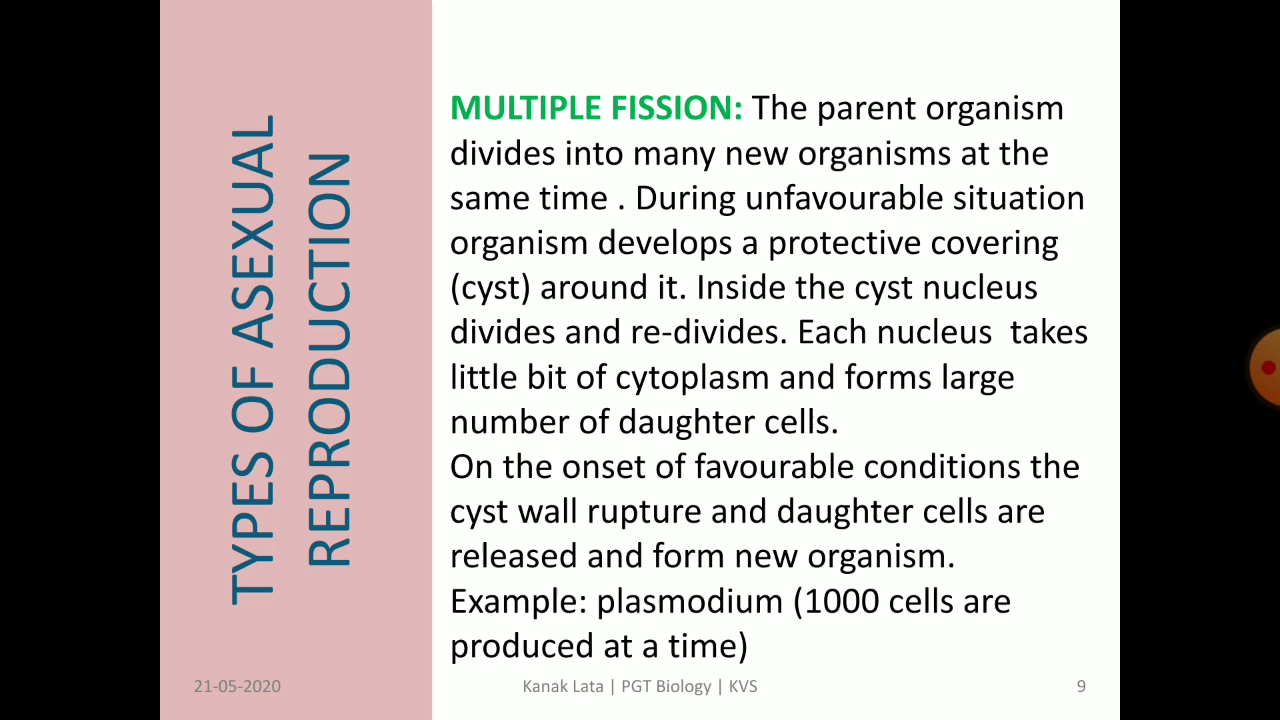 TYPES OF ASEXUAL
REPRODUCTION
MULTIPLE FISSION: The parent organism
divides into many new organisms at the
same time . During unfavourable situation
organism develops a protective covering
(cyst) around it. Inside the cyst nucleus
divides and re-divides. Each nucleus  takes
little bit of cytoplasm and forms large
number of daughter cells.
On the onset of favourable conditions the
cyst wall rupture and daughter cells are
released and form new organism.
Example: plasmodium (1000 cells are
produced at a time)
21-05-2020
Kanak Lata | PGT Biology | KVS
9